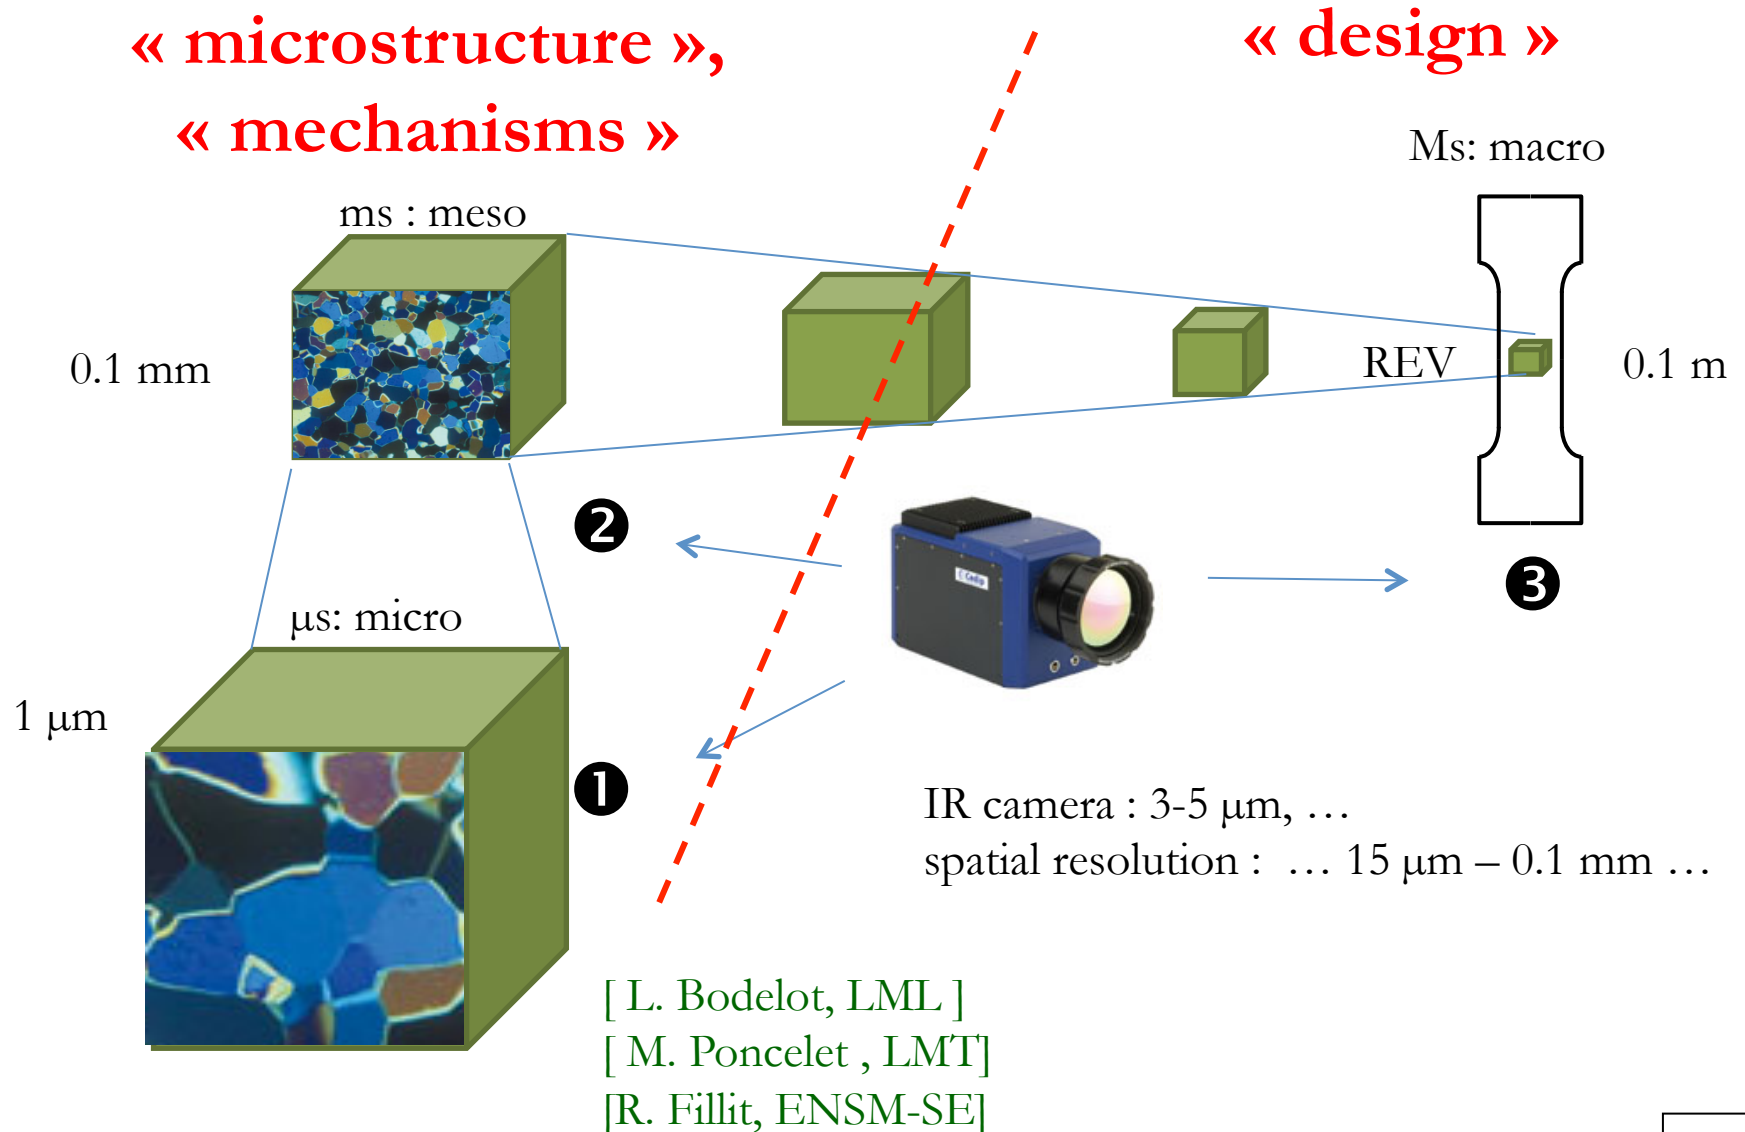 « microstructure »,
« mechanisms »
« design »
Ms: macro
ms : meso
0.1 mm
REV
0.1 m
❷
❸
µs: micro
1 µm
❶
IR camera : 3-5 µm, …
spatial resolution : … 15 µm – 0.1 mm …
[ L. Bodelot, LML ]
[ M. Poncelet , LMT]
[R. Fillit, ENSM-SE]